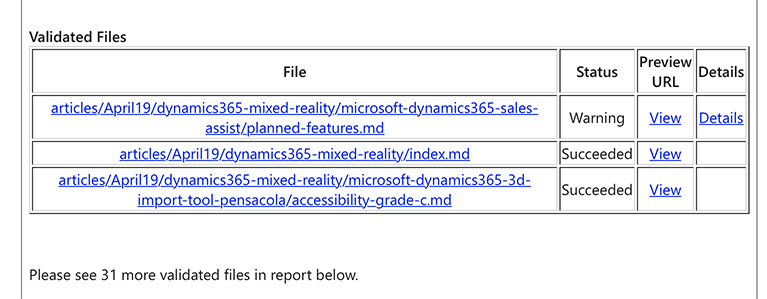 Validated Files
File Status Preview URL Details
articles/April19/dynamics365-mixed-reality/microsoft-dynamics365-sales-
assist/planned-features.md Warning View Details
articles/April19/dynamics365-mixed-reality/index.md Succeeded View
articles/April19/dynamics365-mixed-reality/microsoft-dynamics365-3d-
import-tool-pensacola/accessibility-grade-c.md Succeeded View
Please see 31 more validated files in report below.